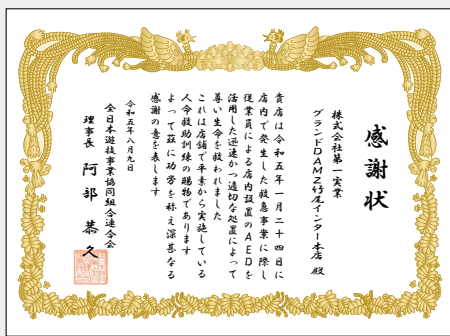 感謝状
株式会社第一実業
グランドDAMZ竹尾インター本店 殿
貴店は令和五年一月二十四日に
店内で発生した救急事案に際し
従業員による店内設置のAEDを
活用した迅速かつ適切な処置によって
尊い生命を救われました
これは店舗で平素から実施している
人命救助訓練の賜物であります
よって茲に功労を称え深甚なる
感謝の意を表します
令和五年八月九日
全日本遊技事業協同組合連合会
理事長 阿部 恭久